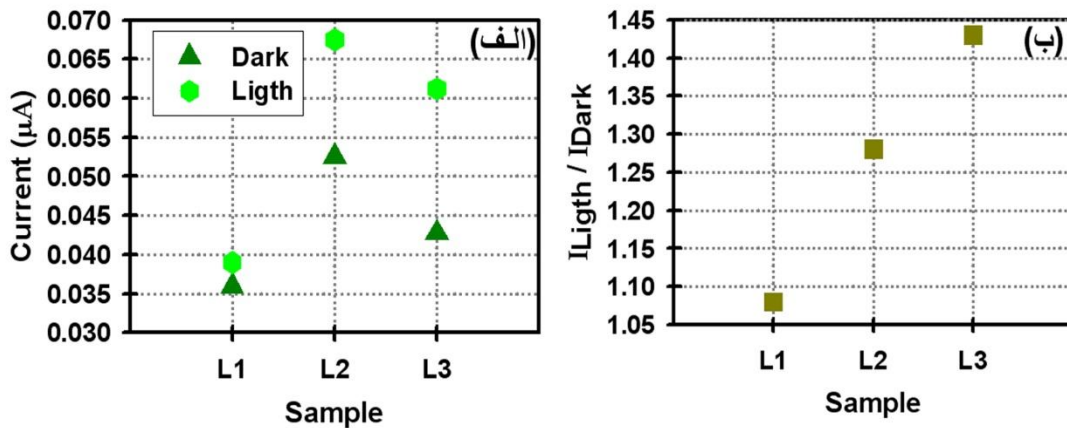 (الف)
Dark
Ligth
Current (µA)
0.070
0.065
0.060
0.055
0.050
0.045
0.040
0.035
0.030
L1 L2 L3
Sample
(ب)
ILigth / IDark
1.45
1.40
1.35
1.30
1.25
1.20
1.15
1.10
1.05
L1 L2 L3
Sample